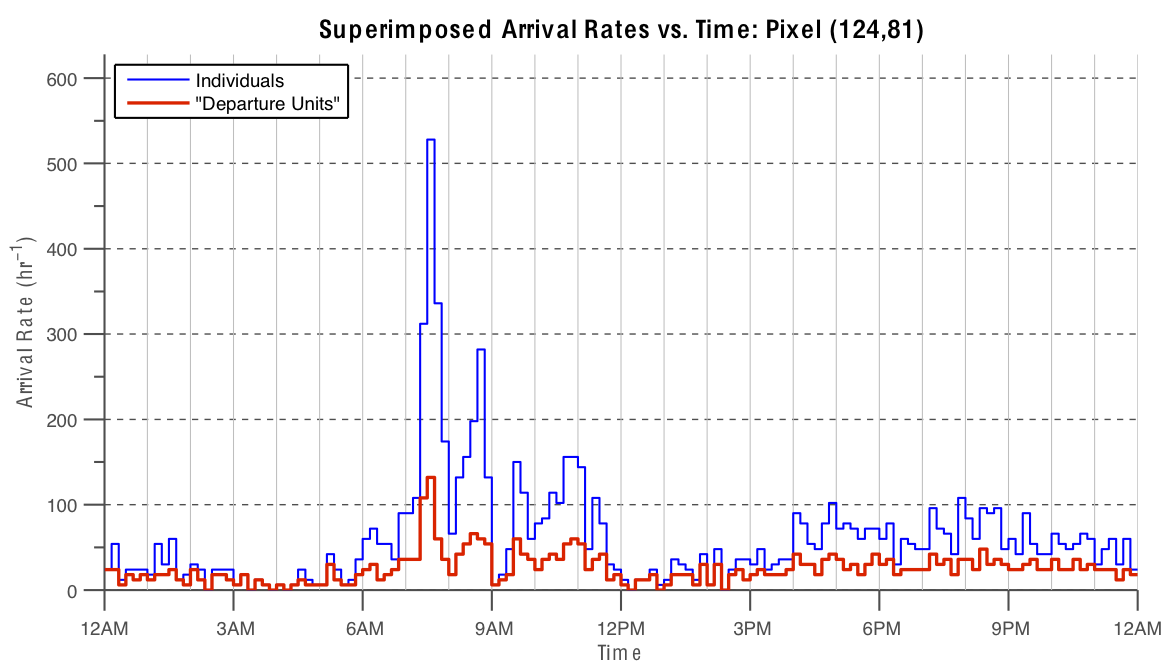 Superimposed Arrival Rates vs. Time: Pixel (124,81)
Individuals
"Departure Units"
600
500
400
300
200
100
0
Arrival Rate (hr⁻¹)
12AM 3AM 6AM 9AM 12PM 3PM 6PM 9PM 12AM
Time